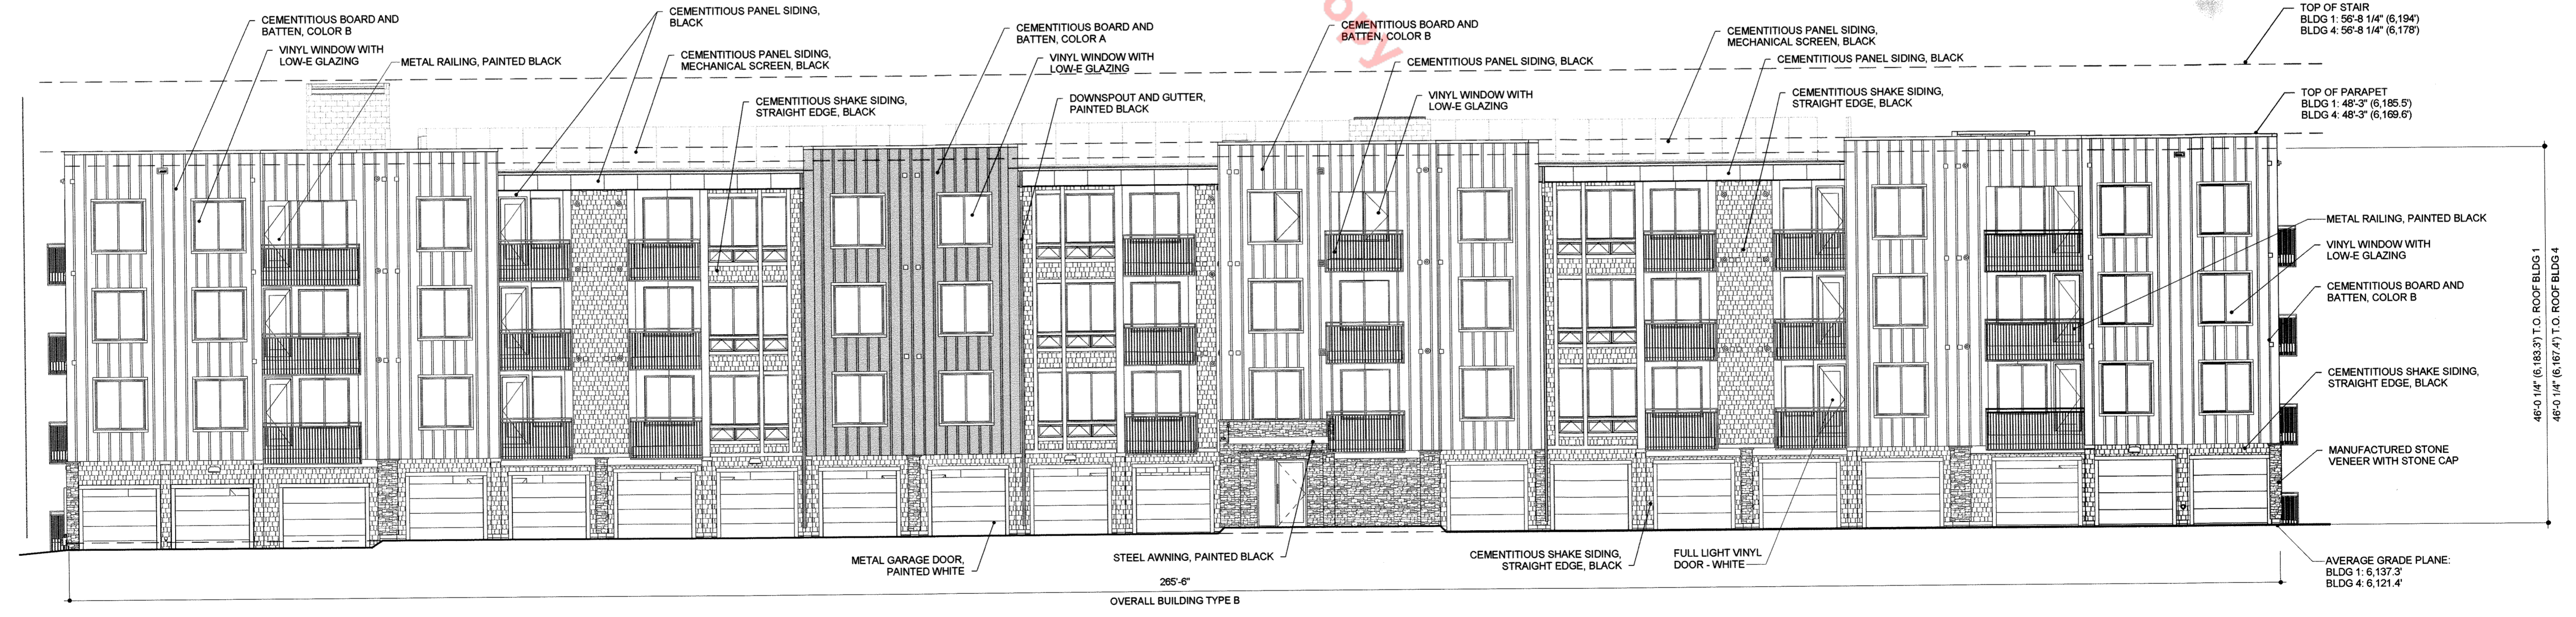 CEMENTITIOUS BOARD AND
BATTEN, COLOR B
VINYL WINDOW WITH
LOW-E GLAZING
METAL RAILING, PAINTED BLACK
CEMENTITIOUS PANEL SIDING,
BLACK
CEMENTITIOUS PANEL SIDING,
MECHANICAL SCREEN, BLACK
CEMENTITIOUS SHAKE SIDING,
STRAIGHT EDGE, BLACK
CEMENTITIOUS BOARD AND
BATTEN, COLOR A
VINYL WINDOW WITH
LOW-E GLAZING
DOWNSPOUT AND GUTTER,
PAINTED BLACK
opy
CEMENTITIOUS BOARD AND
BATTEN, COLOR B
CEMENTITIOUS PANEL SIDING, BLACK
VINYL WINDOW WITH
LOW-E GLAZING
CEMENTITIOUS PANEL SIDING,
MECHANICAL SCREEN, BLACK
CEMENTITIOUS PANEL SIDING, BLACK
CEMENTITIOUS SHAKE SIDING,
STRAIGHT EDGE, BLACK
TOP OF STAIR
BLDG 1: 56'-8 1/4" (6,194')
BLDG 4: 56'-8 1/4" (6,178')
TOP OF PARAPET
BLDG 1: 48'-3" (6,185.5')
BLDG 4: 48'-3" (6,169.6')
METAL RAILING, PAINTED BLACK
VINYL WINDOW WITH
LOW-E GLAZING
CEMENTITIOUS BOARD AND
BATTEN, COLOR B
CEMENTITIOUS SHAKE SIDING,
STRAIGHT EDGE, BLACK
MANUFACTURED STONE
VENEER WITH STONE CAP
46'-0 1/4" (6,183.3') T.O. ROOF BLDG 1
46'-0 1/4" (6,167.4') T.O. ROOF BLDG 4
METAL GARAGE DOOR,
PAINTED WHITE
STEEL AWNING, PAINTED BLACK
CEMENTITIOUS SHAKE SIDING,
STRAIGHT EDGE, BLACK
FULL LIGHT VINYL
DOOR - WHITE
AVERAGE GRADE PLANE:
BLDG 1: 6,137.3'
BLDG 4: 6,121.4'
265'-6"
OVERALL BUILDING TYPE B